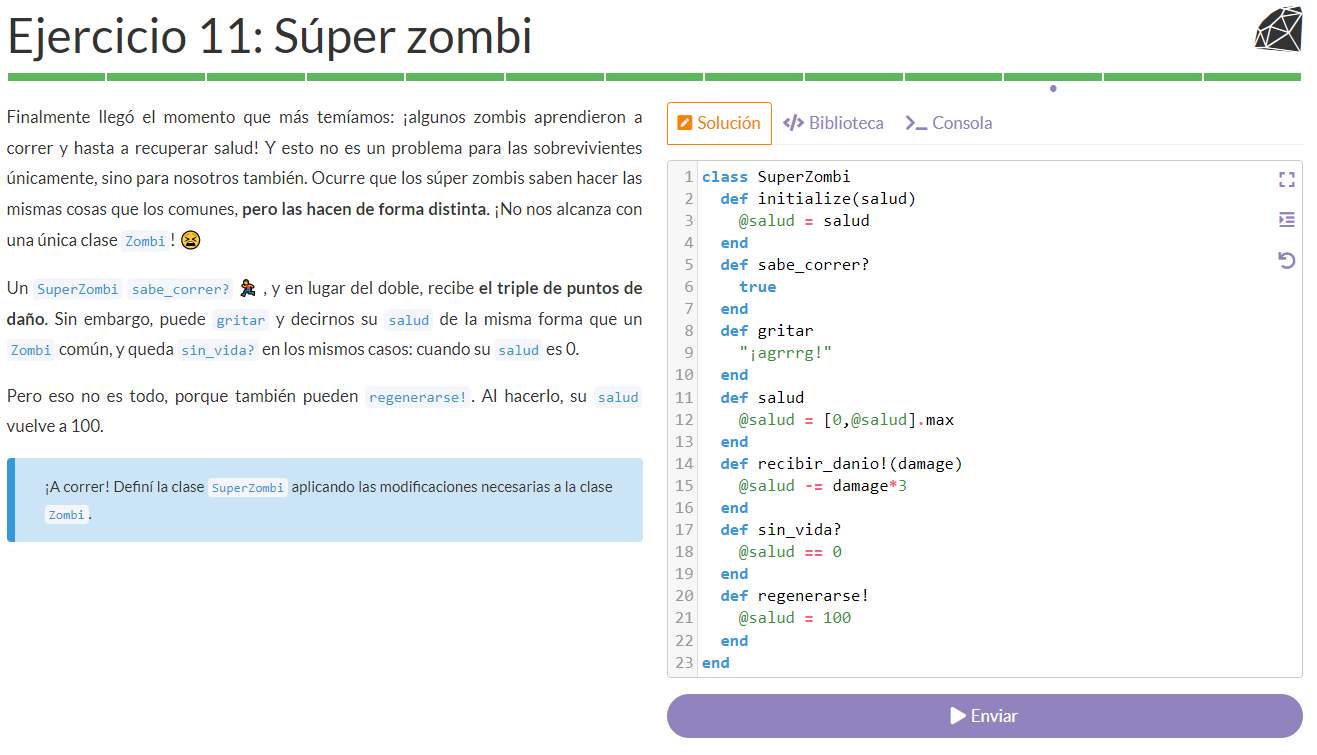 Ejercicio 11: Súper zombi
Finalmente llegó el momento que más temíamos: ¡algunos zombis aprendieron a
correr y hasta a recuperar salud! Y esto no es un problema para las sobrevivientes
únicamente, sino para nosotros también. Ocurre que los súper zombis saben hacer las
mismas cosas que los comunes, pero las hacen de forma distinta. ¡No nos alcanza con
una única clase Zombi ! 😫
Un SuperZombi sabe_correr? 🏃 , y en lugar del doble, recibe el triple de puntos de
daño. Sin embargo, puede gritar y decirnos su salud de la misma forma que un
Zombi común, y queda sin_vida? en los mismos casos: cuando su salud es 0.
Pero eso no es todo, porque también pueden regenerarse! . Al hacerlo, su salud
vuelve a 100.
¡A correr! Definí la clase SuperZombi aplicando las modificaciones necesarias a la clase
Zombi .
Solución </> Biblioteca >_ Consola
1 class SuperZombi
2   def initialize(salud)
3     @salud = salud
4   end
5   def sabe_correr?
6     true
7   end
8   def gritar
9     "¡agrrrg!"
10   end
11   def salud
12     @salud = [0,@salud].max
13   end
14   def recibir_danio!(damage)
15     @salud -= damage*3
16   end
17   def sin_vida?
18     @salud == 0
19   end
20   def regenerarse!
21     @salud = 100
22   end
23 end
Enviar